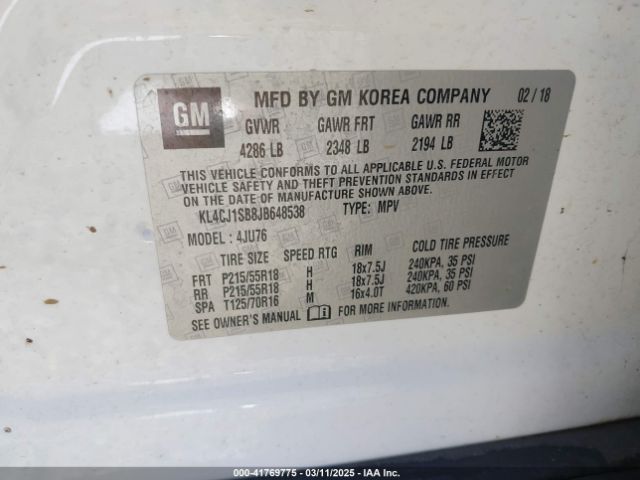 GM
MFD BY GM KOREA COMPANY 02/18
GVWR GAWR FRT GAWR RR
4286 LB 2348 LB 2194 LB
THIS VEHICLE CONFORMS TO ALL APPLICABLE U.S. FEDERAL MOTOR
VEHICLE SAFETY AND THEFT PREVENTION STANDARDS IN EFFECT
ON THE DATE OF MANUFACTURE SHOWN ABOVE.
KL4CJ1SB8JB648538 TYPE: MPV
MODEL: 4JU76
TIRE SIZE SPEED RTG RIM COLD TIRE PRESSURE
FRT P215/55R18 H 18x7.5J 240KPA, 35 PSI
RR P215/55R18 H 18x7.5J 240KPA, 35 PSI
SPA T125/70R16 M 16x4.0T 420KPA, 60 PSI
SEE OWNER'S MANUAL FOR MORE INFORMATION
000-41769775 - 03/11/2025 - IAA Inc.